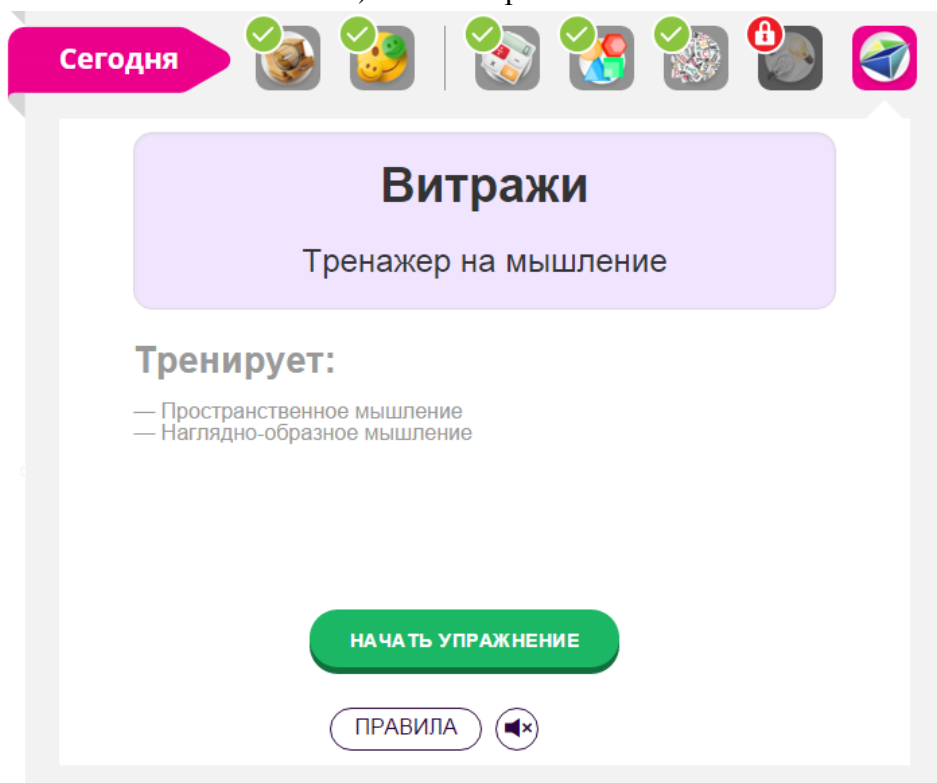 Сегодня
Витражи
Тренажер на мышление
Тренирует:
— Пространственное мышление
— Наглядно-образное мышление
НАЧАТЬ УПРАЖНЕНИЕ
ПРАВИЛА